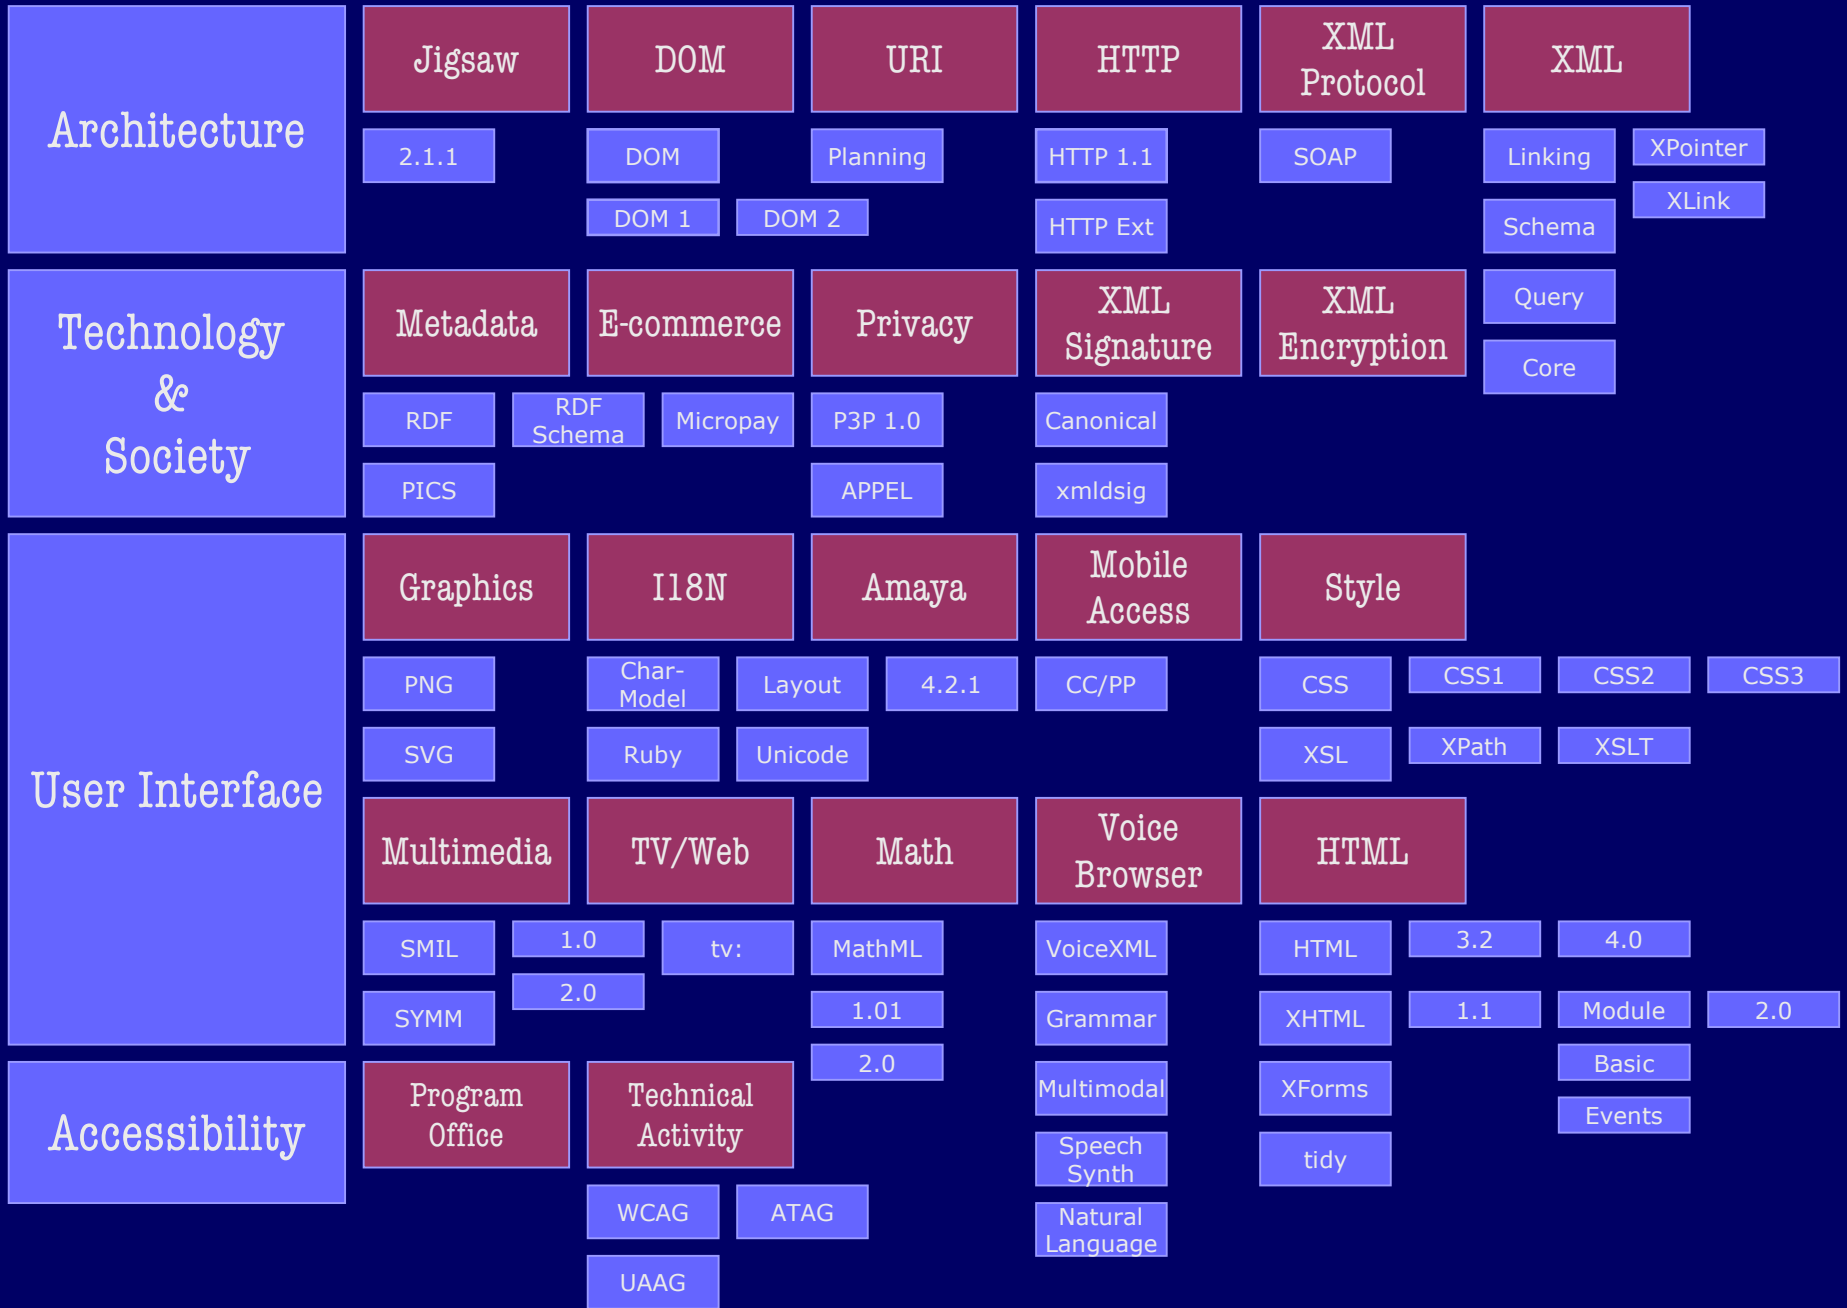 Architecture
Jigsaw
DOM
URI
HTTP
XML
Protocol
XML
2.1.1
DOM
Planning
HTTP 1.1
SOAP
Linking
XPointer
DOM 1
DOM 2
HTTP Ext
Schema
XLink
Technology
&
Society
Metadata
E-commerce
Privacy
XML
Signature
XML
Encryption
Query
Core
RDF
RDF
Schema
Micropay
P3P 1.0
Canonical
PICS
APPEL
xmldsig
User Interface
Graphics
I18N
Amaya
Mobile
Access
Style
PNG
Char-
Model
Layout
4.2.1
CC/PP
CSS
CSS1
CSS2
CSS3
SVG
Ruby
Unicode
XSL
XPath
XSLT
Multimedia
TV/Web
Math
Voice
Browser
HTML
SMIL
1.0
tv:
MathML
VoiceXML
HTML
3.2
4.0
2.0
SYMM
1.01
Grammar
XHTML
1.1
Module
2.0
2.0
Basic
Accessibility
Program
Office
Technical
Activity
Multimodal
XForms
Events
Speech
Synth
tidy
WCAG
ATAG
Natural
Language
UAAG